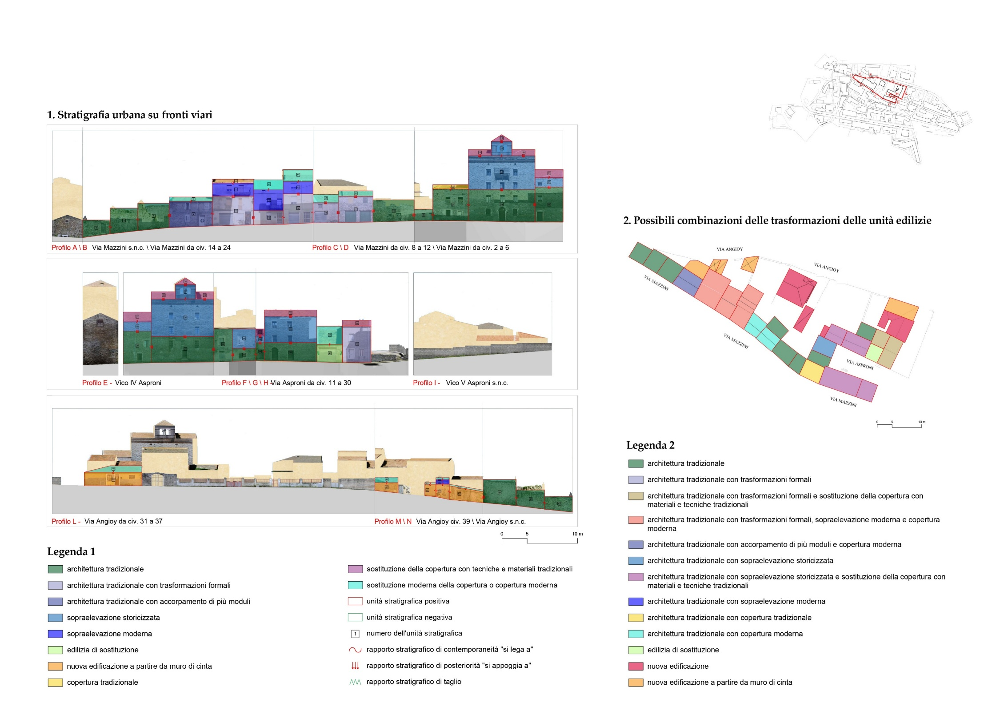 1. Stratigrafia urbana su fronti viari
Profilo A \ B Via Mazzini s.n.c. \ Via Mazzini da civ. 14 a 24
Profilo C \ D Via Mazzini da civ. 8 a 12 \ Via Mazzini da civ. 2 a 6
Profilo E - Vico IV Asproni
Profilo F \ G \ H - Via Asproni da civ. 11 a 30
Profilo I - Vico V Asproni s.n.c.
Profilo L - Via Angioy da civ. 31 a 37
Profilo M \ N Via Angioy civ. 39 \ Via Angioy s.n.c.
0 5 10 m
Legenda 1
architettura tradizionale
architettura tradizionale con trasformazioni formali
architettura tradizionale con accorpamento di più moduli
sopraelevazione storicizzata
sopraelevazione moderna
edilizia di sostituzione
nuova edificazione a partire da muro di cinta
copertura tradizionale
sostituzione della copertura con tecniche e materiali tradizionali
sostituzione moderna della copertura o copertura moderna
unità stratigrafica positiva
unità stratigrafica negativa
1 numero dell'unità stratigrafica
rapporto stratigrafico di contemporaneità "si lega a"
rapporto stratigrafico di posteriorità "si appoggia a"
rapporto stratigrafico di taglio
D C B A
E F L M N
G H
2. Possibili combinazioni delle trasformazioni delle unità edilizie
VIA ANGIOY
VIA ANGIOY
VIA MAZZINI
VIA MAZZINI
VIA ASPRONI
VIA MAZZINI
0 5 10 m
Legenda 2
architettura tradizionale
architettura tradizionale con trasformazioni formali
architettura tradizionale con trasformazioni formali e sostituzione della copertura con
materiali e tecniche tradizionali
architettura tradizionale con trasformazioni formali, sopraelevazione moderna e copertura
moderna
architettura tradizionale con accorpamento di più moduli e copertura moderna
architettura tradizionale con sopraelevazione storicizzata
architettura tradizionale con sopraelevazione storicizzata e sostituzione della copertura con
materiali e tecniche tradizionali
architettura tradizionale con sopraelevazione moderna
architettura tradizionale con copertura tradizionale
architettura tradizionale con copertura moderna
edilizia di sostituzione
nuova edificazione
nuova edificazione a partire da muro di cinta